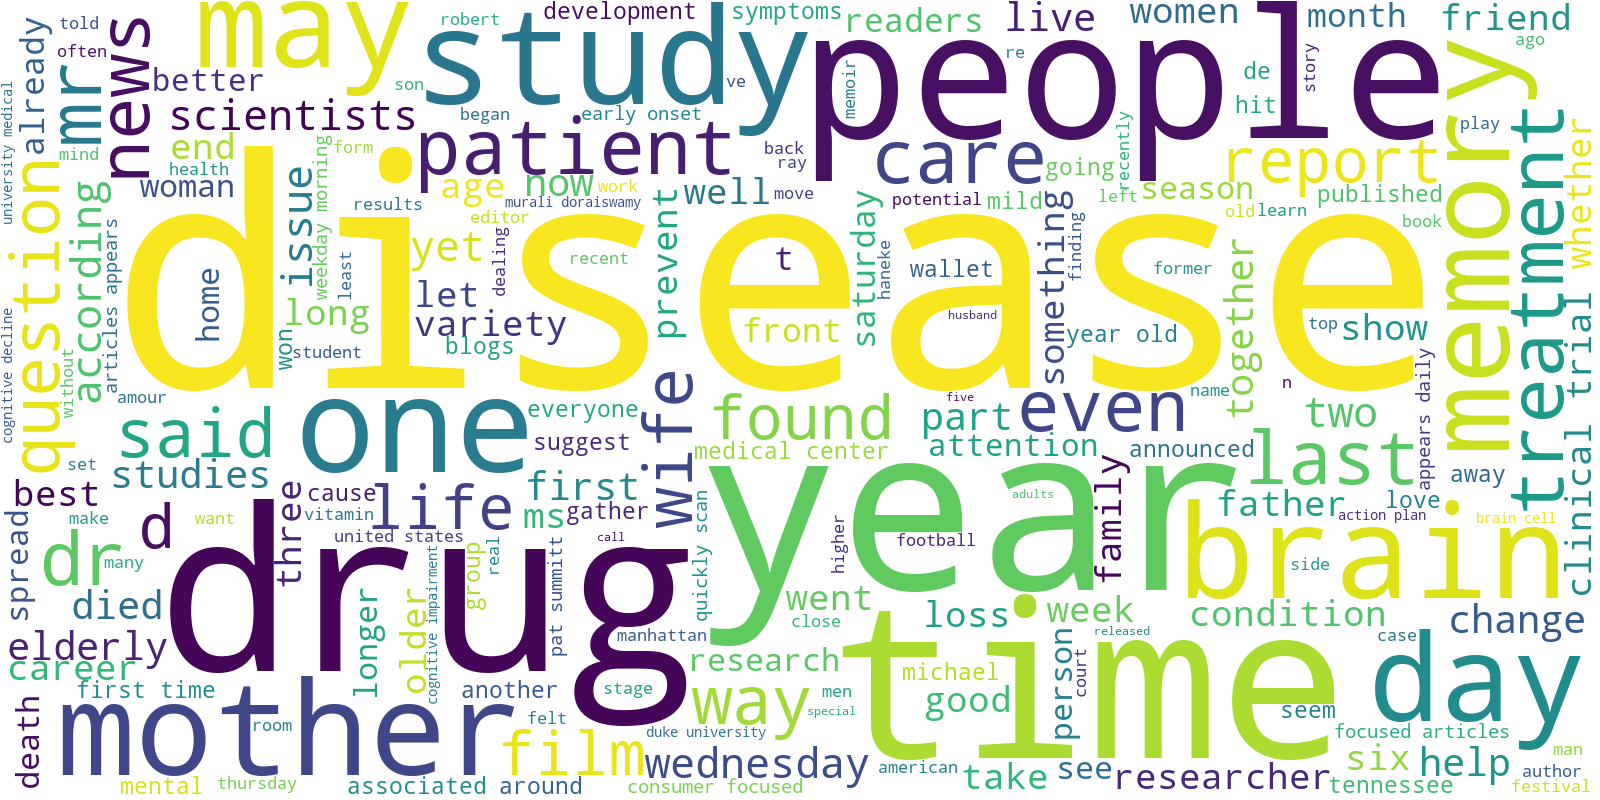 told
robert
development
symptoms
readers
live
women
month
friend
often
may
study
people
news
mr
already
better
son
ve
re
story
de
hit
ago
memory
university medical
scientists
began
early onset
memoir
play
mind
end
form
patient
back
ray
care
going
recently
report
treatment
whether
health
woman
issue
weekday morning
age
now
work
well
move
potential
mild
season
left
published
question
according
articles appears
results
murali doraiswamy
editor
old
learn
book
yet
dealing
recent
prevent
t
saturday
haneke
wallet
something
finding
former
together
disease
home
least
let
long
variety
front
husband
year old
top
show
cognitive decline
without
won
student
blogs
clinical trial
amour
one
everyone
wife
found
five
part
even
name
n
two
appears daily
said
suggest
medical center
attention
announced
last
set
studies
away
best
three
cause
life
first
year
family
father
love
vitamin
ms
gather
quickly scan
adults
brain
action plan
brain cell
spread
make
d
want
united states
real
call
higher
football
dr
many
drug
group
side
died
longer
older
cognitive impairment
pat summitt
went
loss
week
condition
change
close
manhattan
time
released
case
elderly
person
court
career
research
michael
day
first time
another
stage
way
men
good
seem
death
mother
room
felt
film
special
duke university
focused articles
wednesday
american
take
see
researcher
six
help
man
mental
thursday
associated
around
consumer focused
tennessee
author
festival